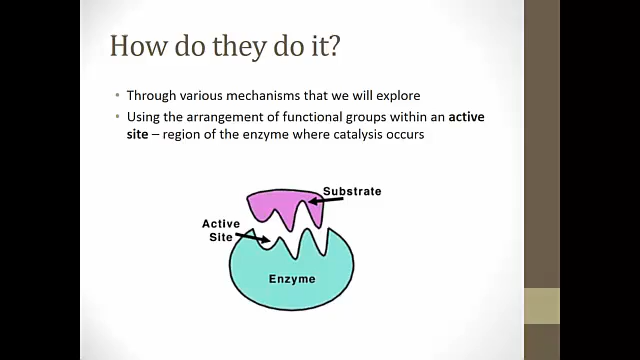 How do they do it?
• Through various mechanisms that we will explore
• Using the arrangement of functional groups within an active
site – region of the enzyme where catalysis occurs
Substrate
Active
Site
Enzyme